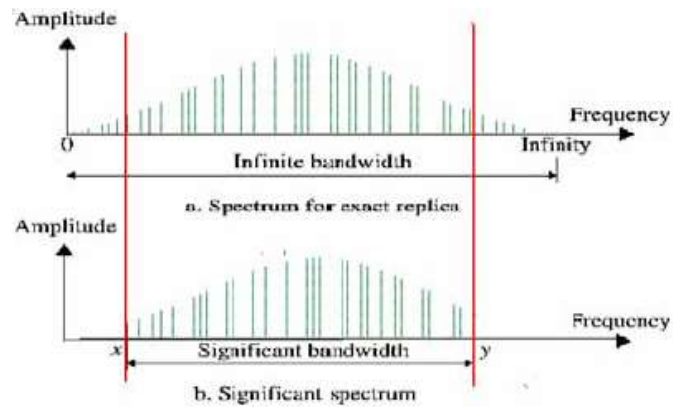 Amplitude
Frequency
0
Infinity
Infinite bandwidth
a. Spectrum for exact replica
Amplitude
Frequency
x
Significant bandwidth
y
b. Significant spectrum